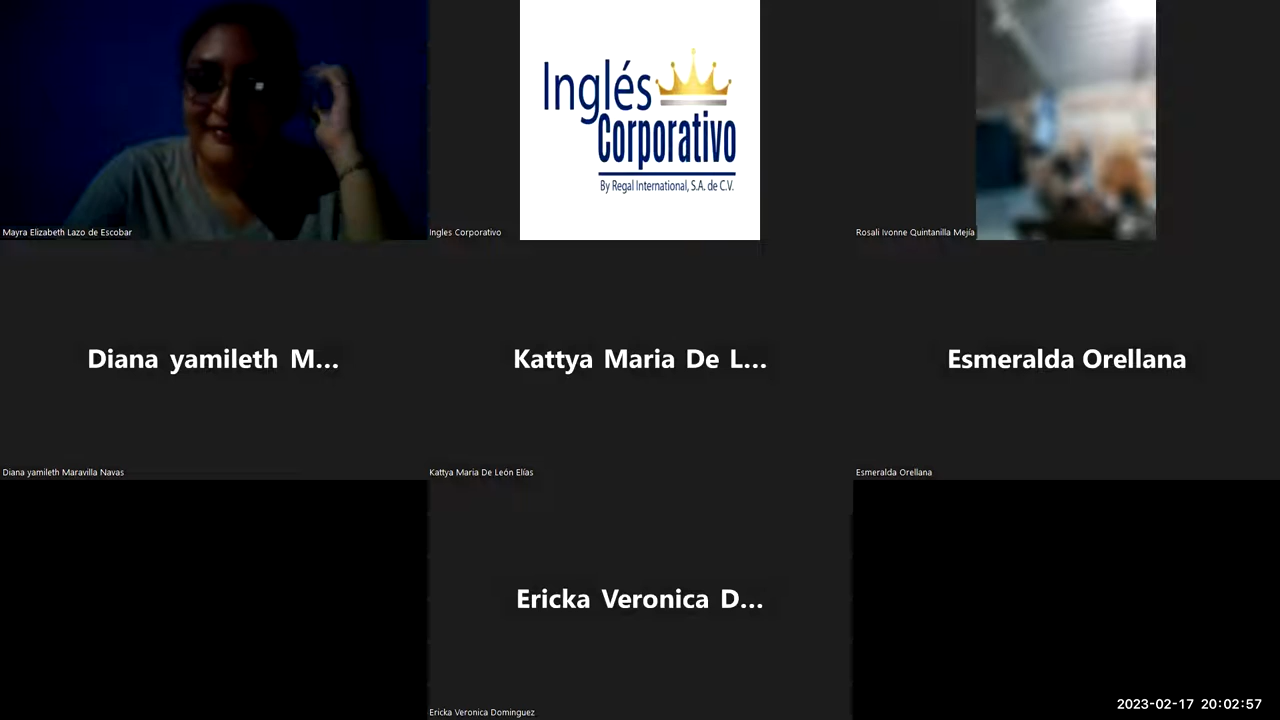 Inglés
Corporativo
By Regal International, S.A. de C.V.
Mayra Elizabeth Lazo de Escobar
Ingles Corporativo
Rosali Ivonne Quintanilla Mejía
Diana yamileth M...
Kattya Maria De L...
Esmeralda Orellana
Diana yamileth Maravilla Navas
Kattya Maria De León Elías
Esmeralda Orellana
Ericka Veronica D...
Ericka Veronica Dominguez
2023-02-17 20:02:57